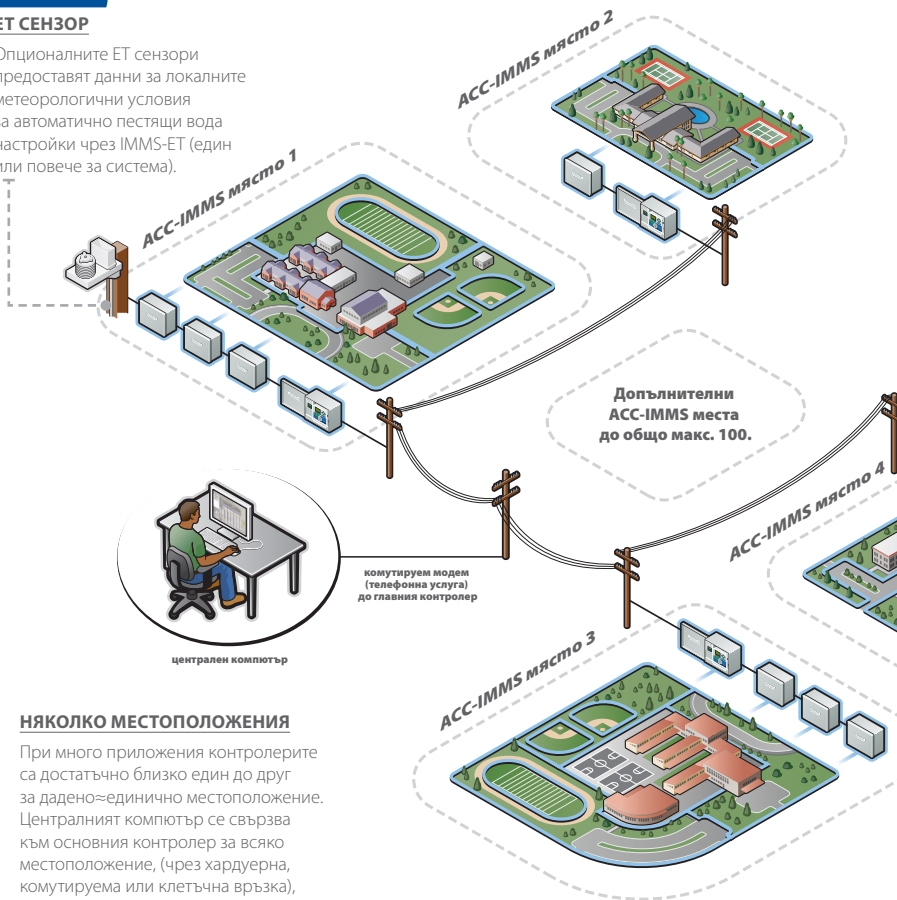 ЕТ СЕНЗОР
Опционалните ЕТ сензори
предоставят данни за локалните
метеорологични условия
за автоматично пестящи вода
настройки чрез IMMS-ET (един
или повече за система).
ACC-IMMS място 1
ACC-IMMS място 2
Допълнителни
ACC-IMMS места
до общо макс. 100.
ACC-IMMS място 4
комутируем модем
(телефонна услуга)
до главния контролер
централен компютър
ACC-IMMS място 3
НЯКОЛКО МЕСТОПОЛОЖЕНИЯ
При много приложения контролерите
са достатъчно близко един до друг
за дадено≈единично местоположение.
Централният компютър се свързва
към основния контролер за всяко
местоположение, (чрез хардуерна,
комутируема или клетъчна връзка),